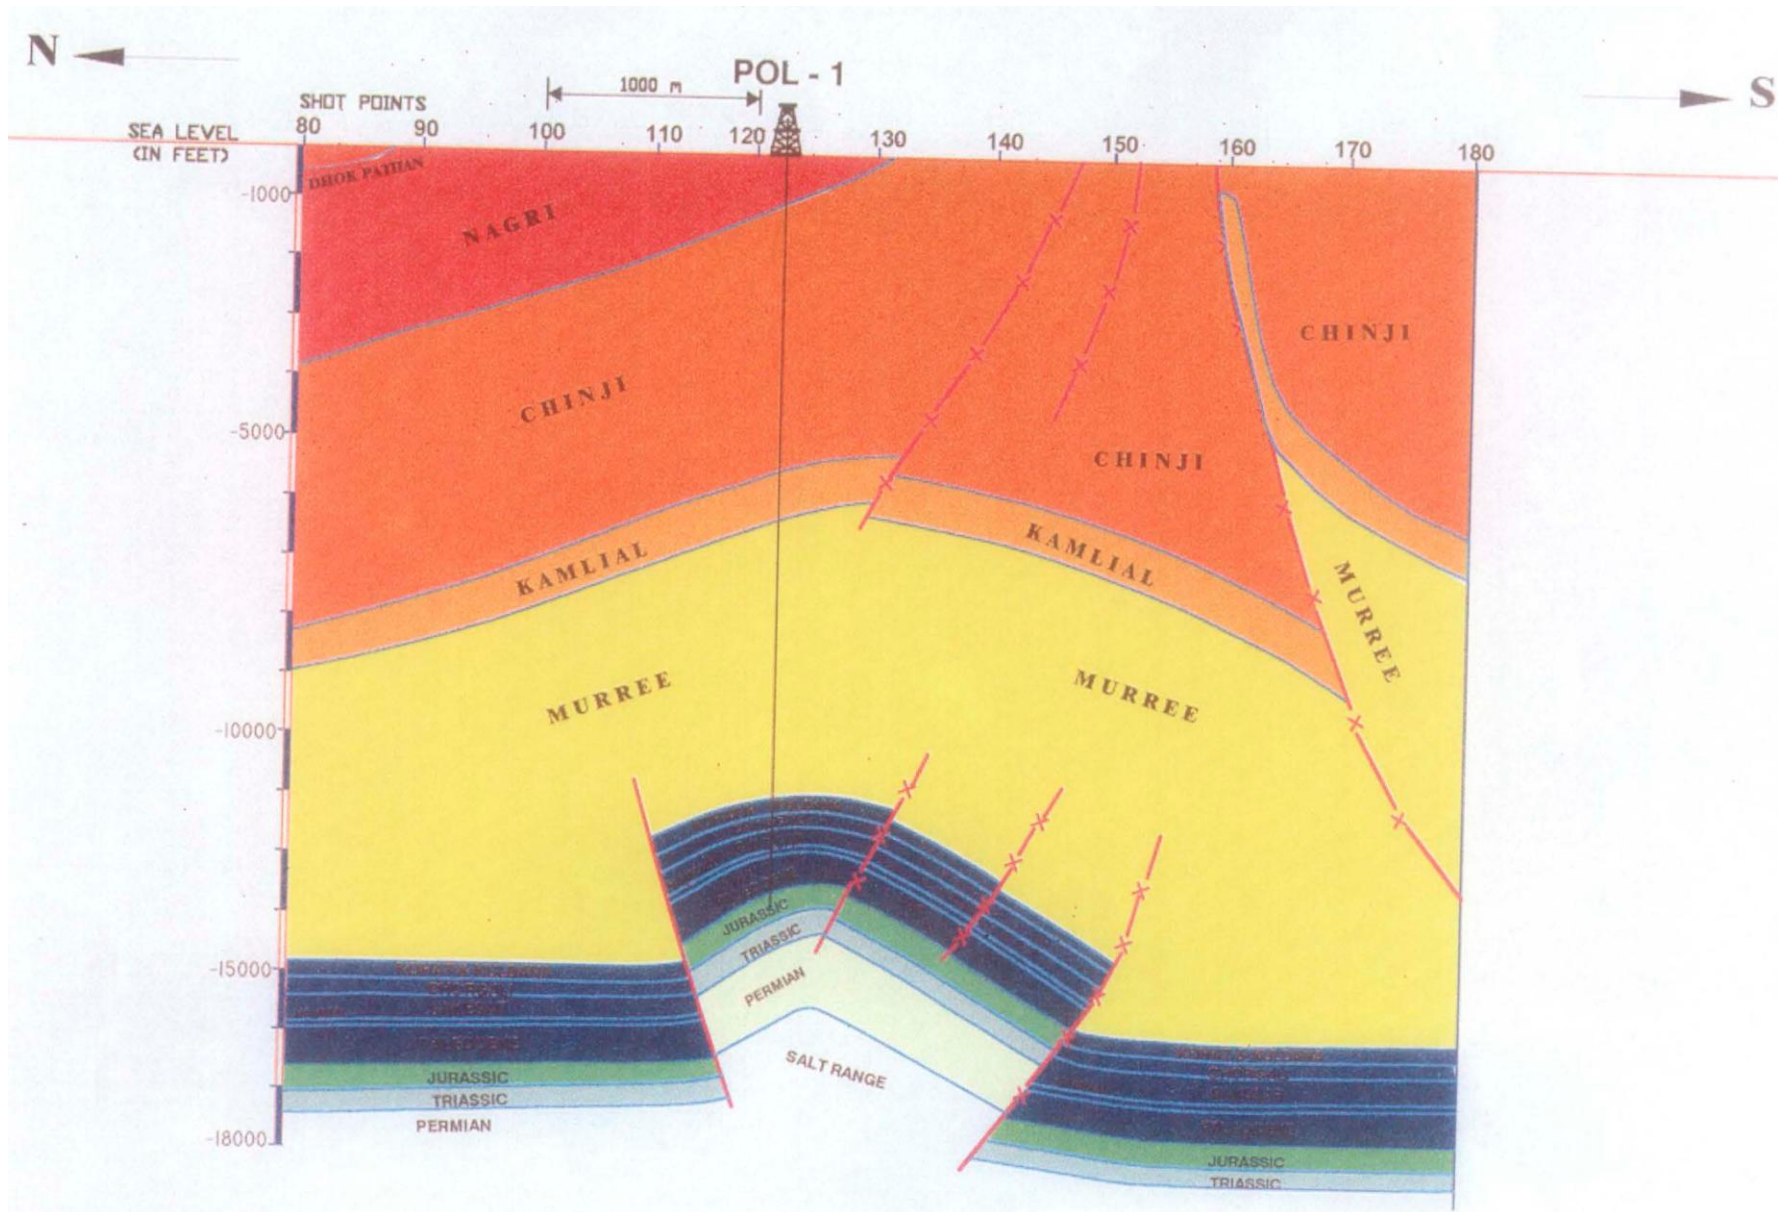 N
S
POL - 1
1000 m
SHOT POINTS
80 90 100 110 120 130 140 150 160 170 180
SEA LEVEL
(IN FEET)
DHOK PATHAN
-1000
NAGRI
CHINJI
CHINJI
-5000
CHINJI
KAMLIAL
KAMLIAL
MURREE
MURREE
MURREE
-10000
JURASSIC
TRIASSIC
-15000
PERMIAN
SALT RANGE
JURASSIC
TRIASSIC
PERMIAN
-18000
JURASSIC
TRIASSIC